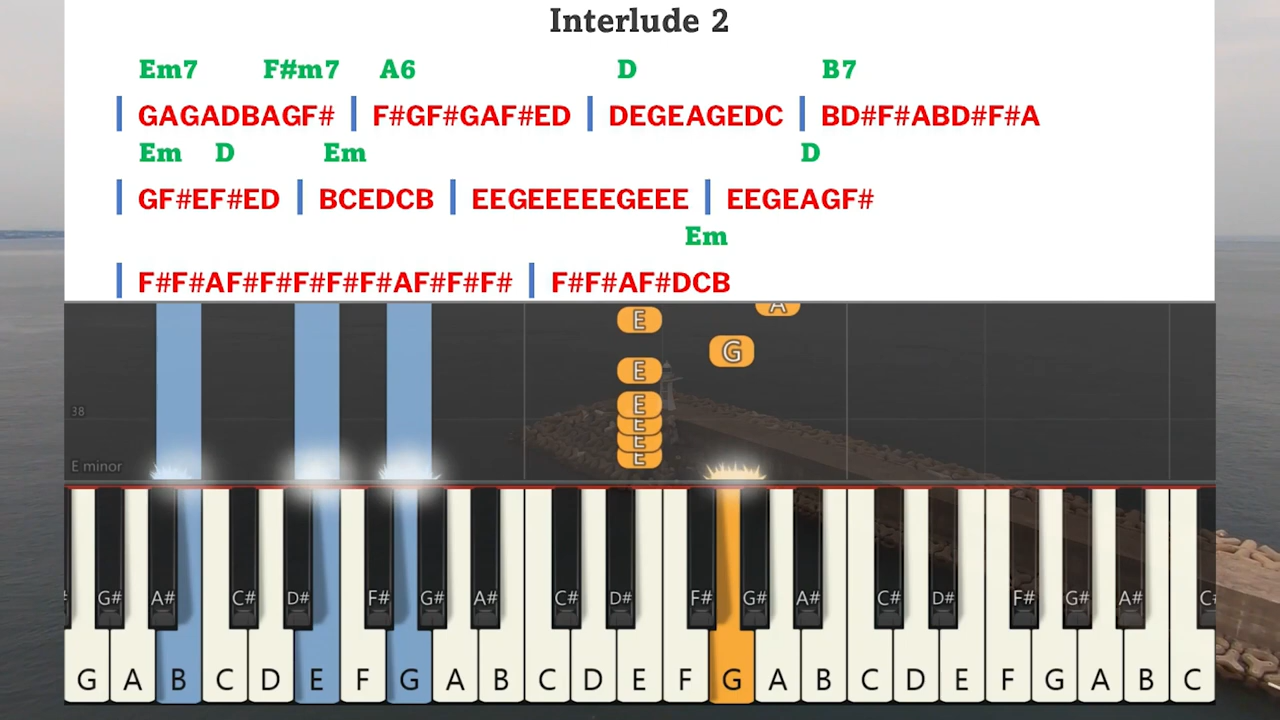 Interlude 2
Em7 F#m7 A6 D B7
| GAGADBAGF# | F#GF#GAF#ED | DEGEAGEDC | BD#F#ABD#F#A
Em D Em D
| GF#EF#ED | BCEDCB | EEGEEEEEGEEE | EEGEAGF#
Em
| F#F#AF#F#F#F#F#AF#F#F# | F#F#AF#DCB
A
E
G
E
38
E
E
E
E minor
E
G# A# C# D# F# G# A# C# D# F# G# A# C# D# F# G# A# C#
G A B C D E F G A B C D E F G A B C D E F G A B C